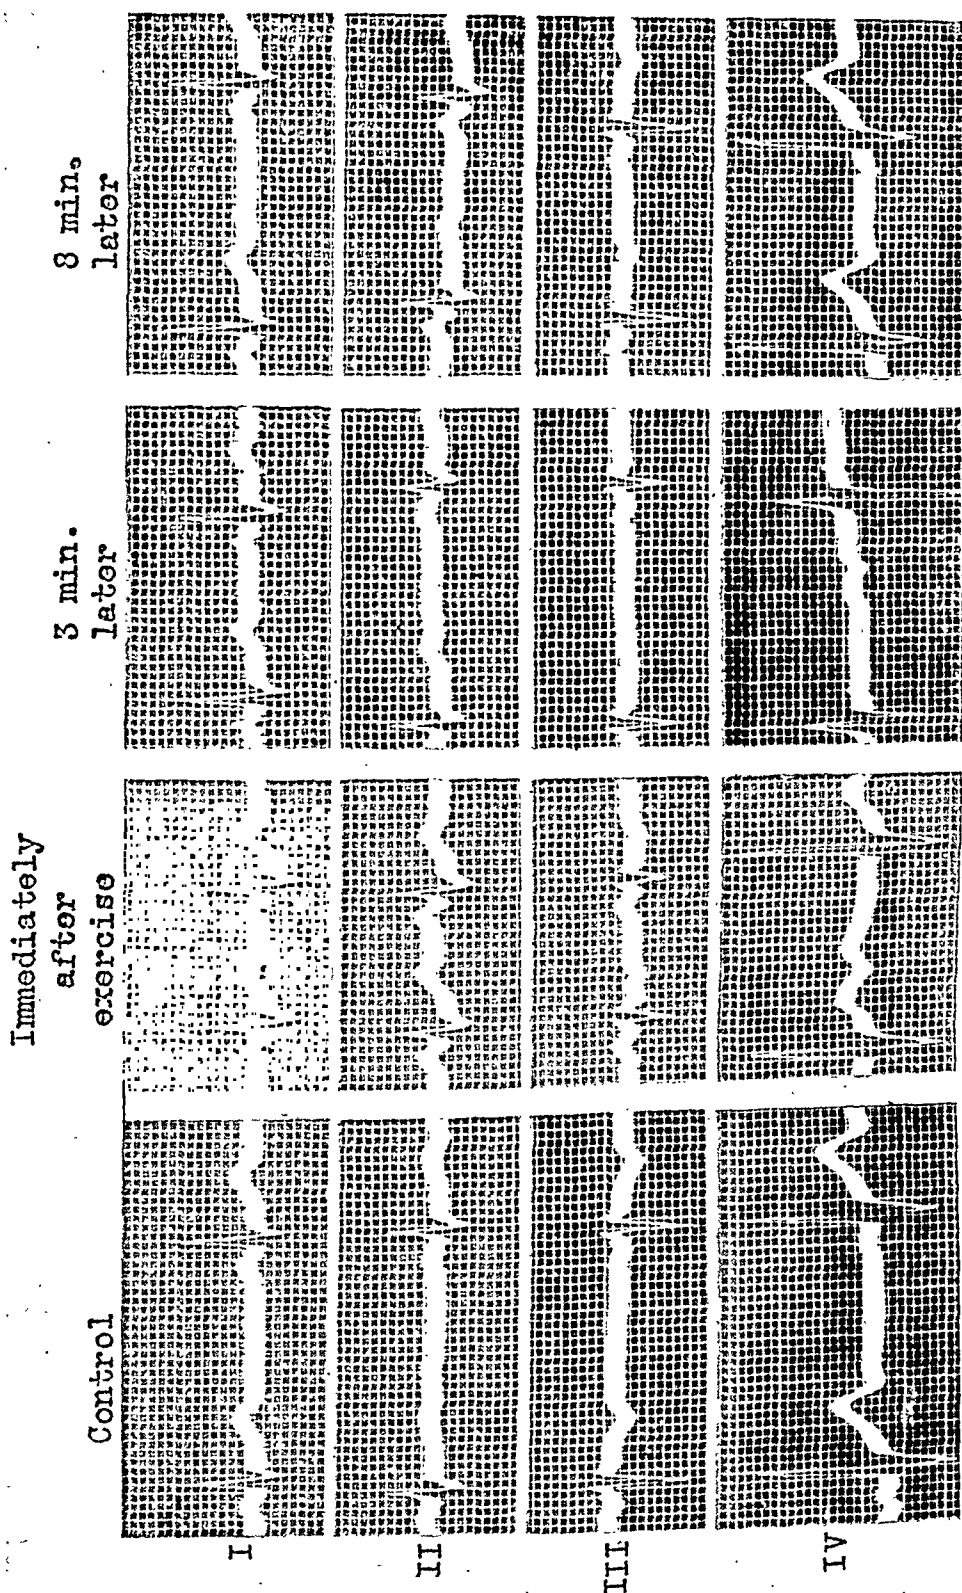 Control
Immediately
after
exercise
3 min.
later
8 min.
later
I
II
III
IV